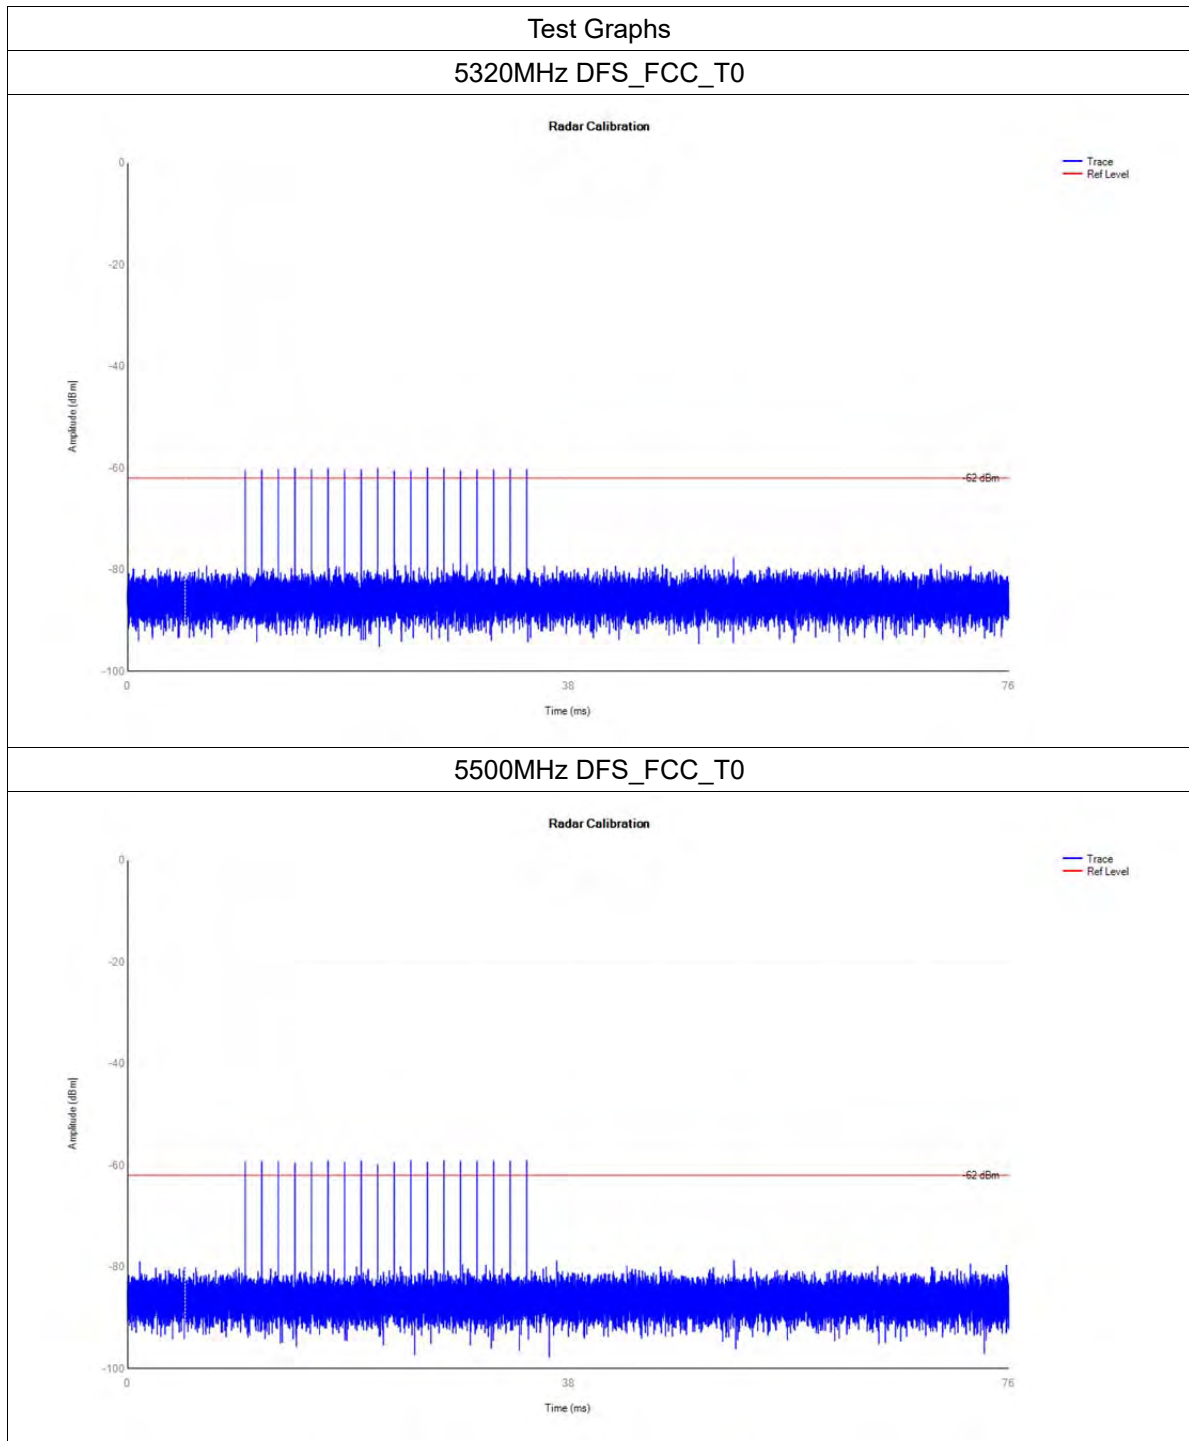 Test Graphs
5320MHz DFS_FCC_T0
Radar Calibration
Trace
Ref Level
0
-20
-40
-60
-80
-100
Amplitude [dBm]
-62 dBm
0
38
76
Time (ms)
5500MHz DFS_FCC_T0
Radar Calibration
Trace
Ref Level
0
-20
-40
-60
-80
-100
Amplitude [dBm]
-62 dBm
0
38
76
Time (ms)